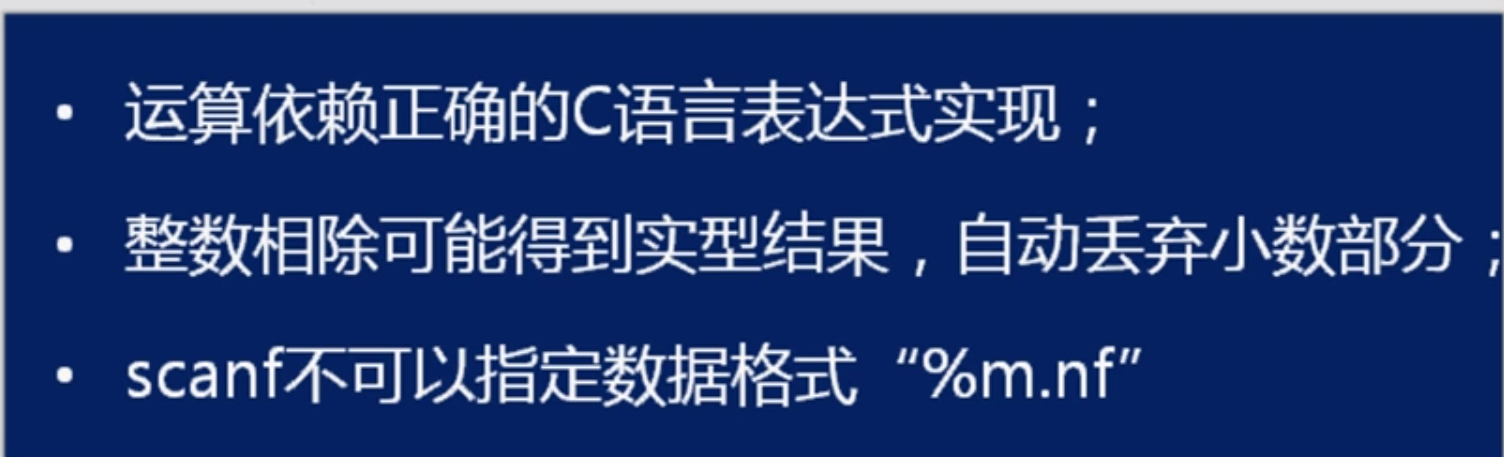 • 运算依赖正确的C语言表达式实现；
• 整数相除可能得到实型结果，自动丢弃小数部分；
• scanf不可以指定数据格式“%m.nf”